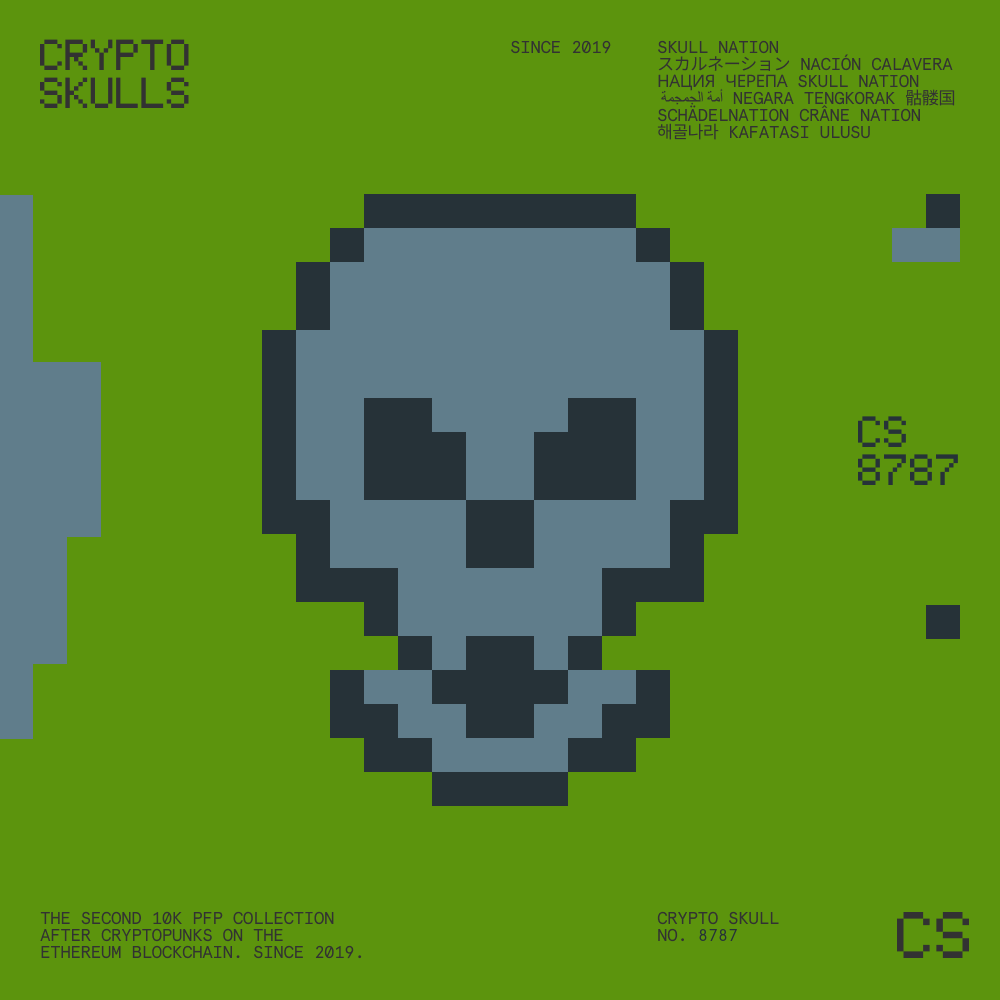 CRYPTO
SKULLS
SINCE 2019
SKULL NATION
スカルネーション NACIÓN CALAVERA
НАЦИЯ ЧЕРЕПА SKULL NATION
أمة الجمجمة NEGARA TENGKORAK 骷髅国
SCHÄDELNATION CRÂNE NATION
해골나라 KAFATASI ULUSU
CS
8787
THE SECOND 10K PFP COLLECTION
AFTER CRYPTOPUNKS ON THE
ETHEREUM BLOCKCHAIN. SINCE 2019.
CRYPTO SKULL
NO. 8787
CS